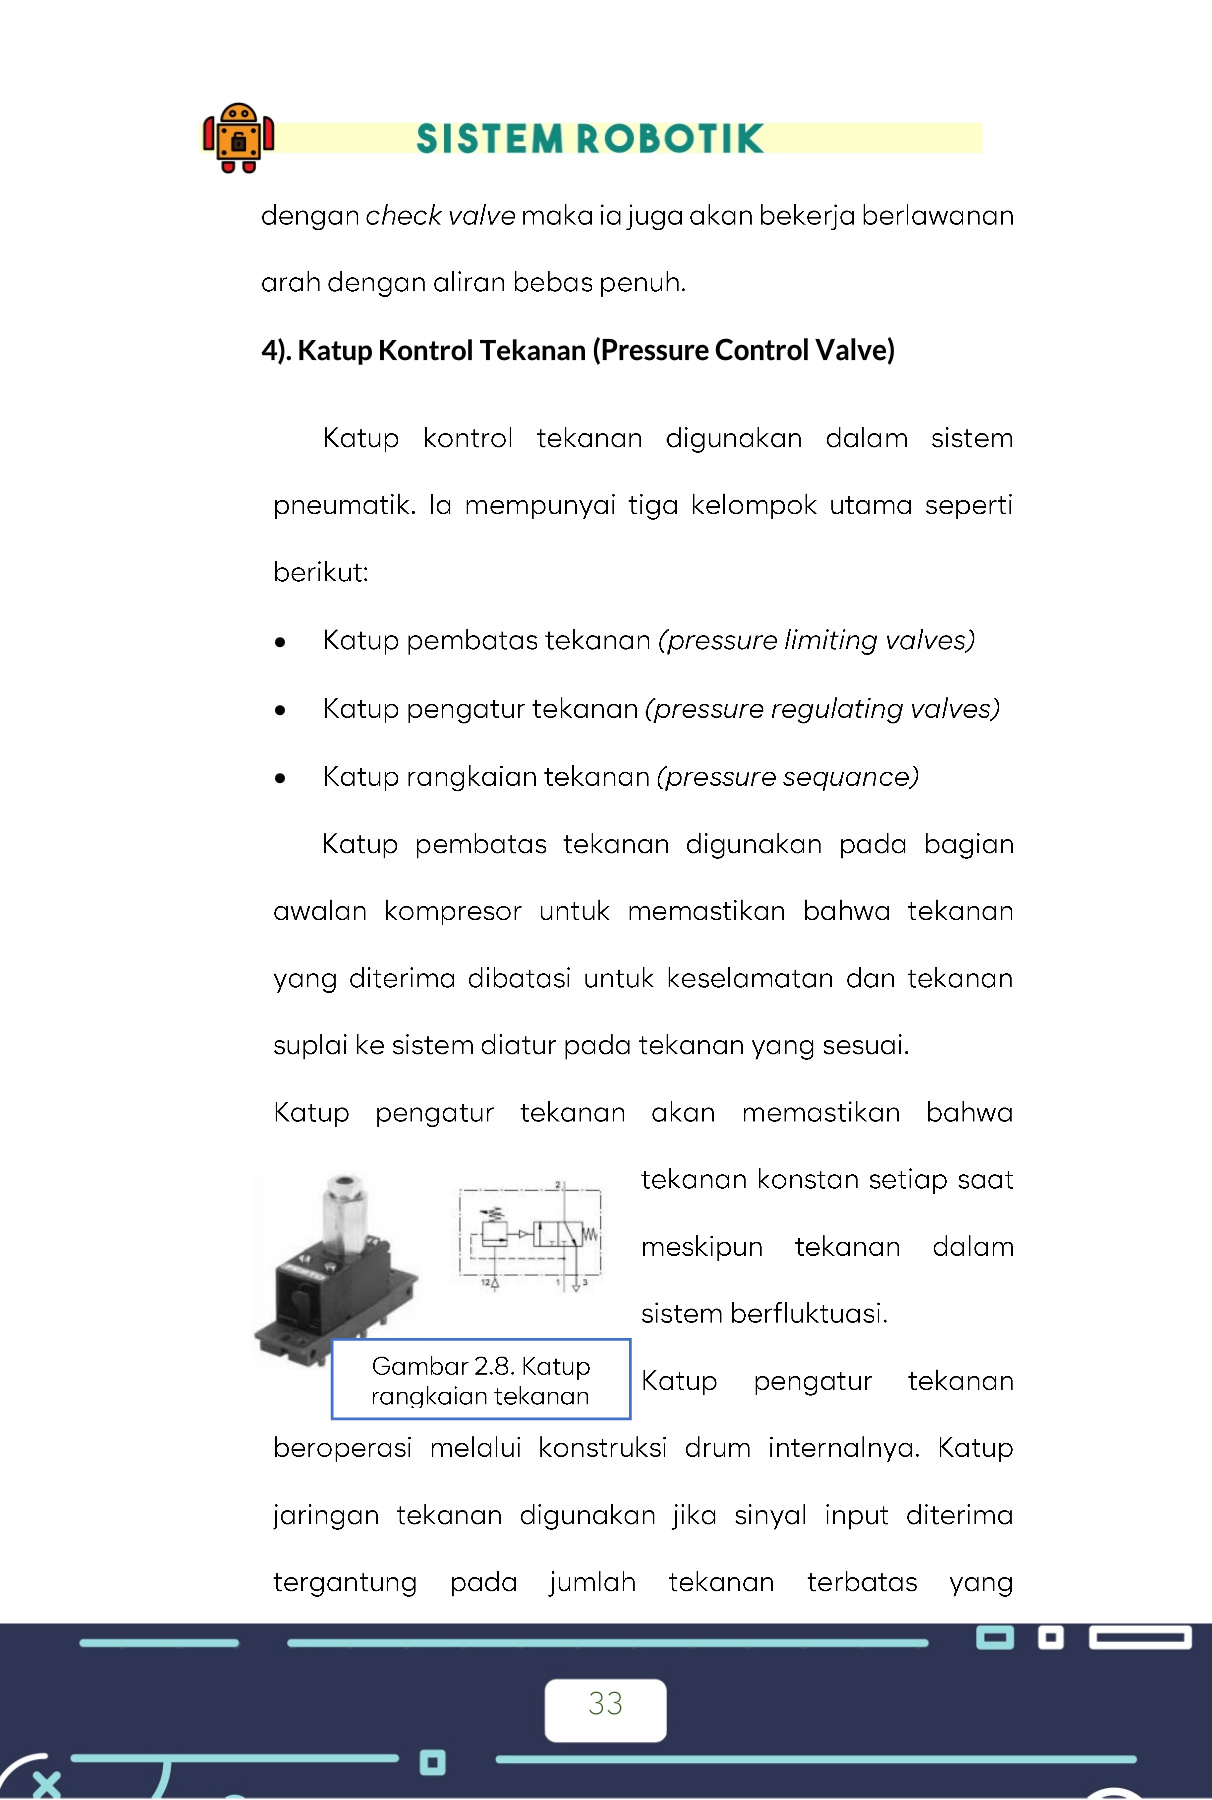 SISTEM ROBOTIK
dengan check valve maka ia juga akan bekerja berlawanan
arah dengan aliran bebas penuh.
4). Katup Kontrol Tekanan (Pressure Control Valve)
Katup kontrol tekanan digunakan dalam sistem
pneumatik. Ia mempunyai tiga kelompok utama seperti
berikut:
• Katup pembatas tekanan (pressure limiting valves)
• Katup pengatur tekanan (pressure regulating valves)
• Katup rangkaian tekanan (pressure sequance)
Katup pembatas tekanan digunakan pada bagian
awalan kompresor untuk memastikan bahwa tekanan
yang diterima dibatasi untuk keselamatan dan tekanan
suplai ke sistem diatur pada tekanan yang sesuai.
Katup pengatur tekanan akan memastikan bahwa
tekanan konstan setiap saat
meskipun tekanan dalam
sistem berfluktuasi.
2
12
1
3
Gambar 2.8. Katup
rangkaian tekanan
Katup pengatur tekanan
beroperasi melalui konstruksi drum internalnya. Katup
jaringan tekanan digunakan jika sinyal input diterima
tergantung pada jumlah tekanan terbatas yang
33